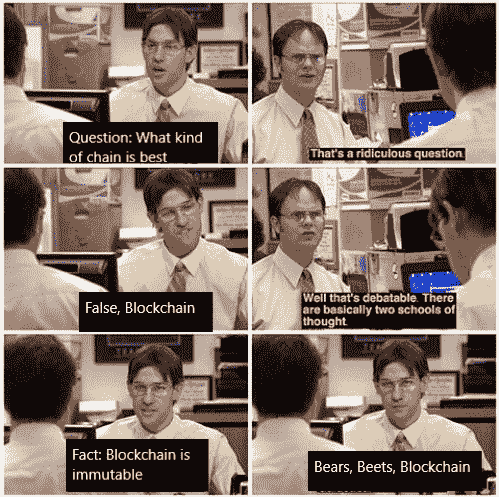 Question: What kind
of chain is best
That's a ridiculous question.
False, Blockchain
Well that's debatable. There
are basically two schools of
thought.
Fact: Blockchain is
immutable
Bears, Beets, Blockchain